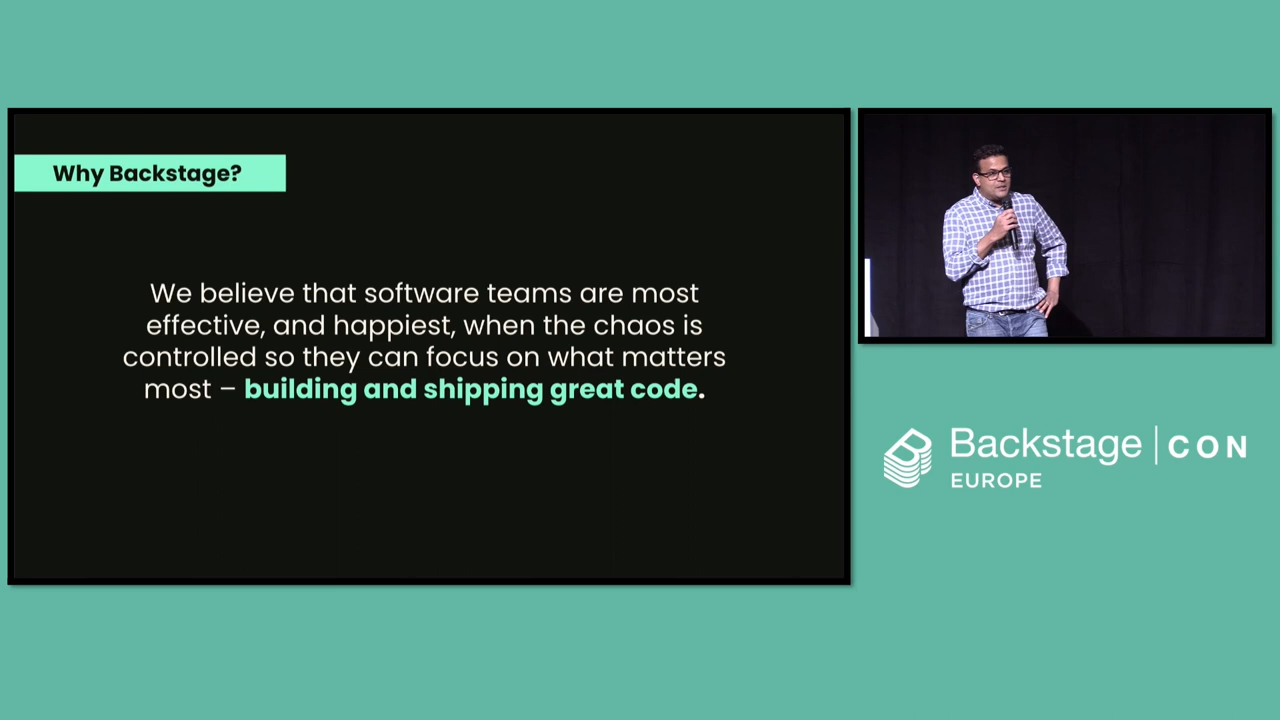 Why Backstage?
We believe that software teams are most
effective, and happiest, when the chaos is
controlled so they can focus on what matters
most – building and shipping great code.
Backstage | CON
EUROPE